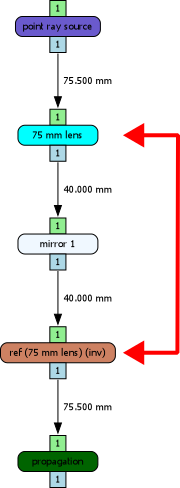 1
point ray source
1
75.500 mm
1
75 mm lens
1
40.000 mm
1
mirror 1
1
40.000 mm
1
ref (75 mm lens) (inv)
1
75.500 mm
1
propagation
1